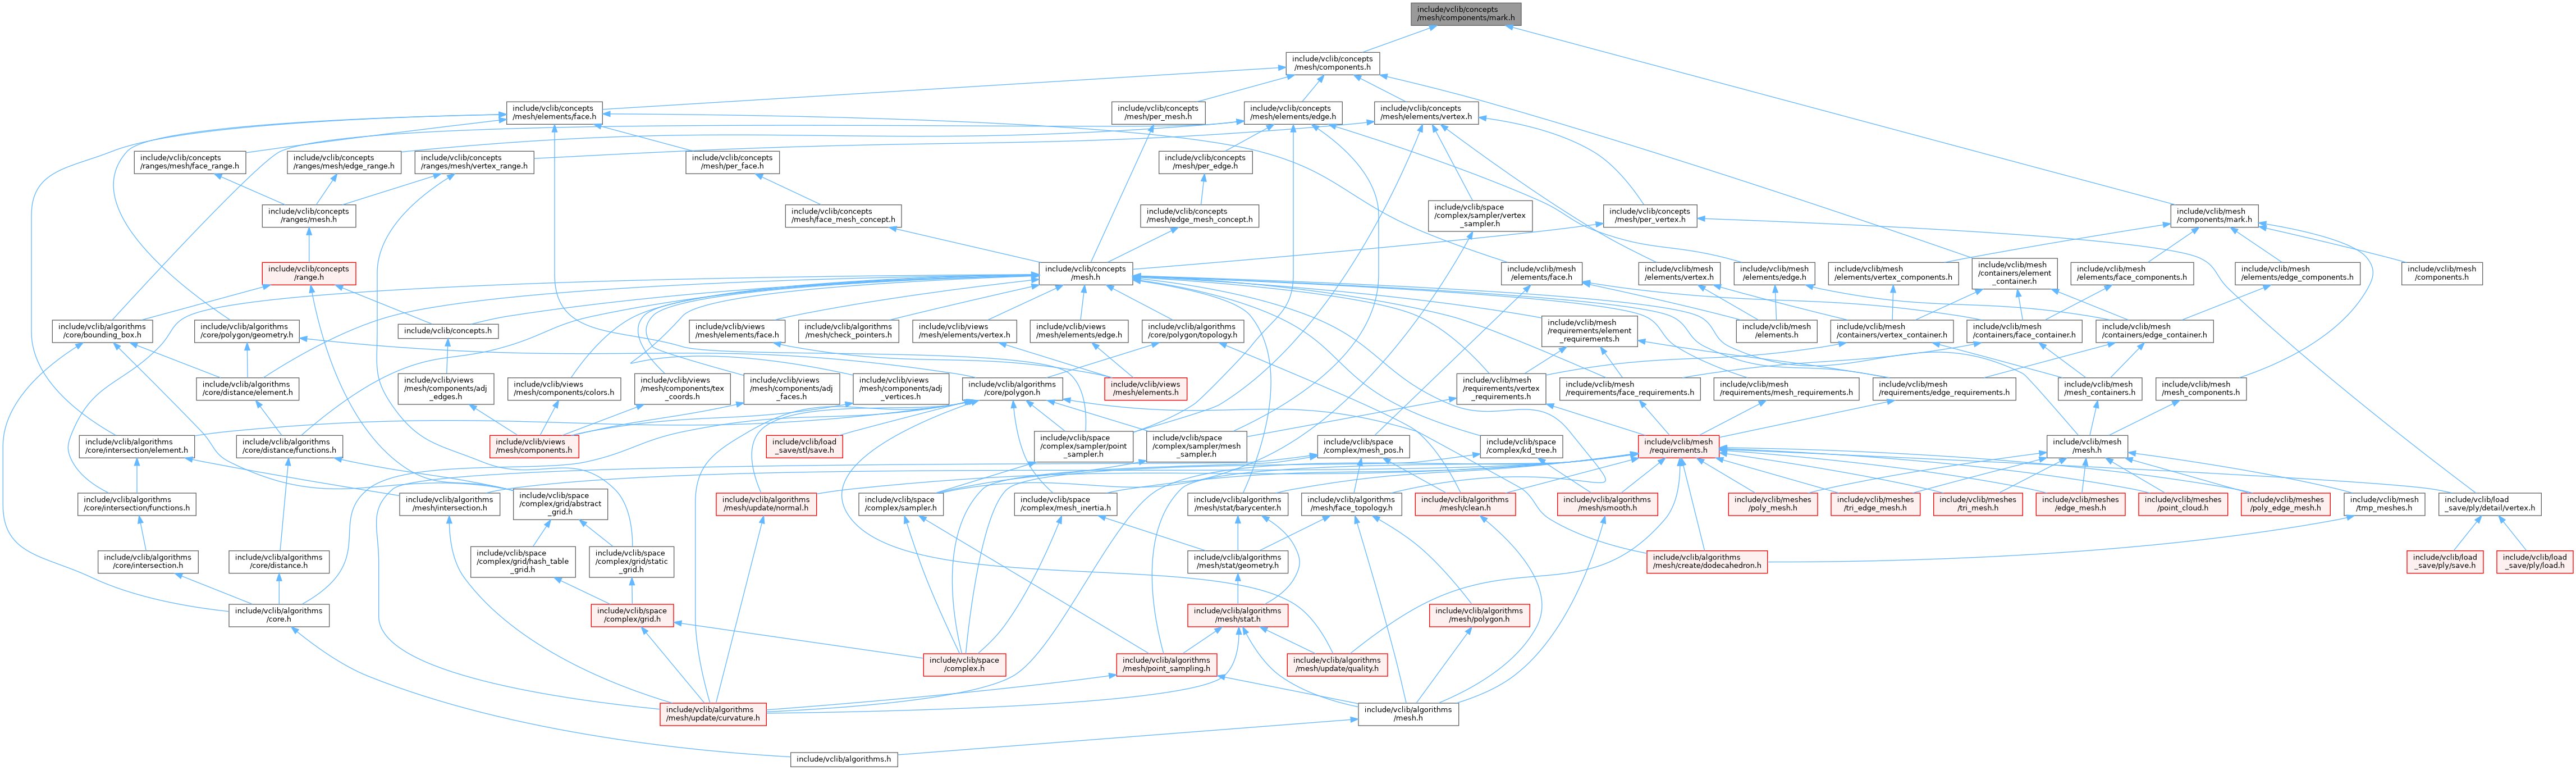 include/vclib/concepts
/mesh/components/mark.h
include/vclib/concepts
/mesh/components.h
include/vclib/concepts
/mesh/elements/face.h
include/vclib/concepts
/mesh/per_mesh.h
include/vclib/concepts
/mesh/elements/edge.h
include/vclib/concepts
/mesh/elements/vertex.h
include/vclib/concepts
/ranges/mesh/face_range.h
include/vclib/concepts
/ranges/mesh/edge_range.h
include/vclib/concepts
/ranges/mesh/vertex_range.h
include/vclib/concepts
/mesh/per_face.h
include/vclib/concepts
/mesh/per_edge.h
include/vclib/concepts
/ranges/mesh.h
include/vclib/concepts
/mesh/face_mesh_concept.h
include/vclib/concepts
/mesh/edge_mesh_concept.h
include/vclib/space
/complex/sampler/vertex
_sampler.h
include/vclib/concepts
/mesh/per_vertex.h
include/vclib/mesh
/components/mark.h
include/vclib/concepts
/range.h
include/vclib/concepts
/mesh.h
include/vclib/mesh
/elements/face.h
include/vclib/mesh
/elements/vertex.h
include/vclib/mesh
/elements/edge.h
include/vclib/mesh
/elements/vertex_components.h
include/vclib/mesh
/containers/element
_container.h
include/vclib/mesh
/elements/face_components.h
include/vclib/mesh
/elements/edge_components.h
include/vclib/mesh
/components.h
include/vclib/algorithms
/core/bounding_box.h
include/vclib/algorithms
/core/polygon/geometry.h
include/vclib/concepts.h
include/vclib/views
/mesh/elements/face.h
include/vclib/algorithms
/mesh/check_pointers.h
include/vclib/views
/mesh/elements/vertex.h
include/vclib/views
/mesh/elements/edge.h
include/vclib/algorithms
/core/polygon/topology.h
include/vclib/mesh
/requirements/element
_requirements.h
include/vclib/mesh
/elements.h
include/vclib/mesh
/containers/vertex_container.h
include/vclib/mesh
/containers/face_container.h
include/vclib/mesh
/containers/edge_container.h
include/vclib/algorithms
/core/distance/element.h
include/vclib/views
/mesh/components/adj
_edges.h
include/vclib/views
/mesh/components/colors.h
include/vclib/views
/mesh/components/tex
_coords.h
include/vclib/views
/mesh/components/adj
_faces.h
include/vclib/views
/mesh/components/adj
_vertices.h
include/vclib/algorithms
/core/polygon.h
include/vclib/views
/mesh/elements.h
include/vclib/mesh
/requirements/vertex
_requirements.h
include/vclib/mesh
/requirements/face_requirements.h
include/vclib/mesh
/requirements/mesh_requirements.h
include/vclib/mesh
/requirements/edge_requirements.h
include/vclib/mesh
/mesh_containers.h
include/vclib/mesh
/mesh_components.h
include/vclib/algorithms
/core/intersection/element.h
include/vclib/algorithms
/core/distance/functions.h
include/vclib/views
/mesh/components.h
include/vclib/load
_save/stl/save.h
include/vclib/space
/complex/sampler/point
_sampler.h
include/vclib/space
/complex/sampler/mesh
_sampler.h
include/vclib/space
/complex/mesh_pos.h
include/vclib/space
/complex/kd_tree.h
include/vclib/mesh
/requirements.h
include/vclib/mesh
/mesh.h
include/vclib/algorithms
/core/intersection/functions.h
include/vclib/algorithms
/mesh/intersection.h
include/vclib/space
/complex/grid/abstract
_grid.h
include/vclib/algorithms
/mesh/update/normal.h
include/vclib/space
/complex/sampler.h
include/vclib/space
/complex/mesh_inertia.h
include/vclib/algorithms
/mesh/stat/barycenter.h
include/vclib/algorithms
/mesh/face_topology.h
include/vclib/algorithms
/mesh/clean.h
include/vclib/algorithms
/mesh/smooth.h
include/vclib/meshes
/poly_mesh.h
include/vclib/meshes
/tri_edge_mesh.h
include/vclib/meshes
/tri_mesh.h
include/vclib/meshes
/edge_mesh.h
include/vclib/meshes
/point_cloud.h
include/vclib/meshes
/poly_edge_mesh.h
include/vclib/mesh
/tmp_meshes.h
include/vclib/load
_save/ply/detail/vertex.h
include/vclib/algorithms
/core/intersection.h
include/vclib/algorithms
/core/distance.h
include/vclib/space
/complex/grid/hash_table
_grid.h
include/vclib/space
/complex/grid/static
_grid.h
include/vclib/algorithms
/mesh/stat/geometry.h
include/vclib/algorithms
/mesh/create/dodecahedron.h
include/vclib/load
_save/ply/save.h
include/vclib/load
_save/ply/load.h
include/vclib/algorithms
/core.h
include/vclib/space
/complex/grid.h
include/vclib/algorithms
/mesh/stat.h
include/vclib/algorithms
/mesh/polygon.h
include/vclib/space
/complex.h
include/vclib/algorithms
/mesh/point_sampling.h
include/vclib/algorithms
/mesh/update/quality.h
include/vclib/algorithms
/mesh/update/curvature.h
include/vclib/algorithms
/mesh.h
include/vclib/algorithms.h